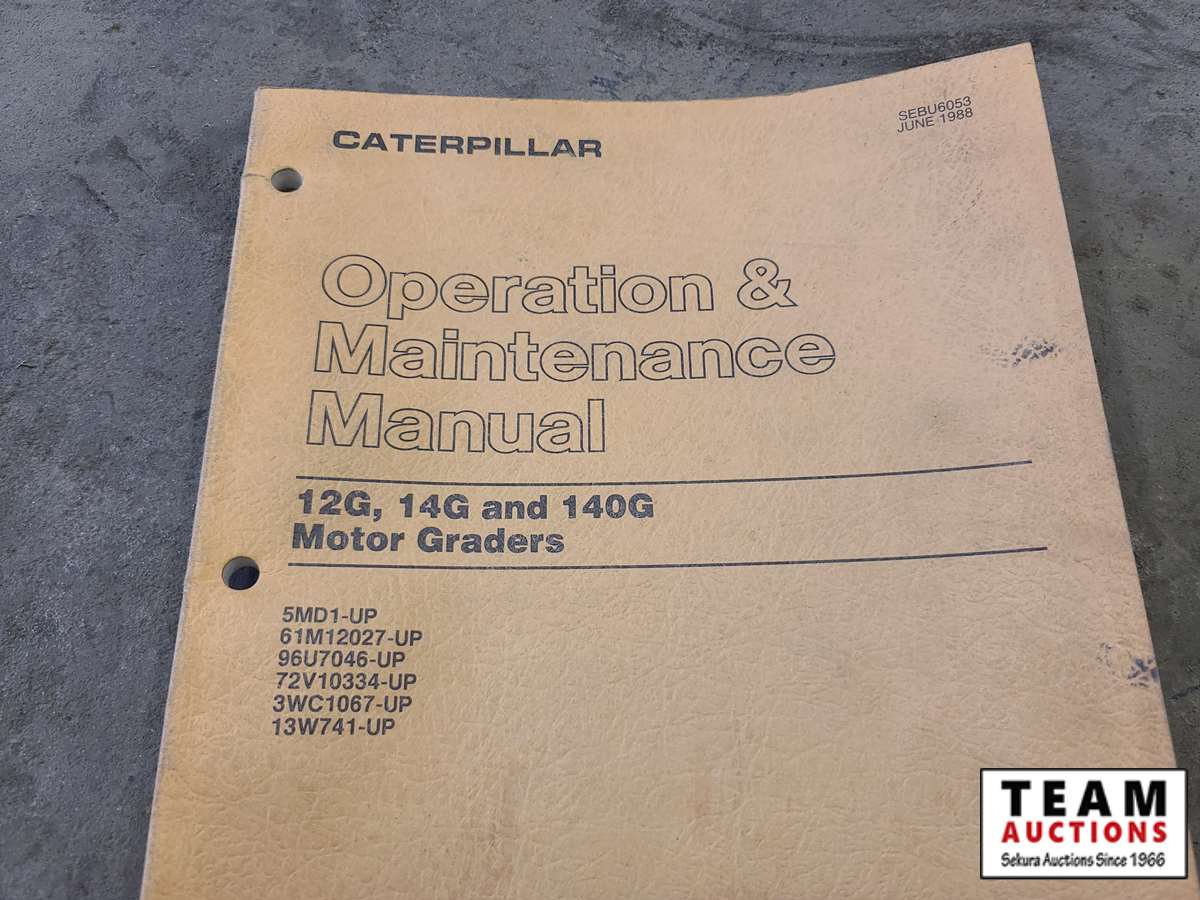 SEBU6053
JUNE 1988
CATERPILLAR
Operation &
Maintenance
Manual
12G, 14G and 140G
Motor Graders
5MD1-UP
61M12027-UP
96U7046-UP
72V10334-UP
3WC1067-UP
13W741-UP
TEAM
AUCTIONS
Sekura Auctions Since 1966